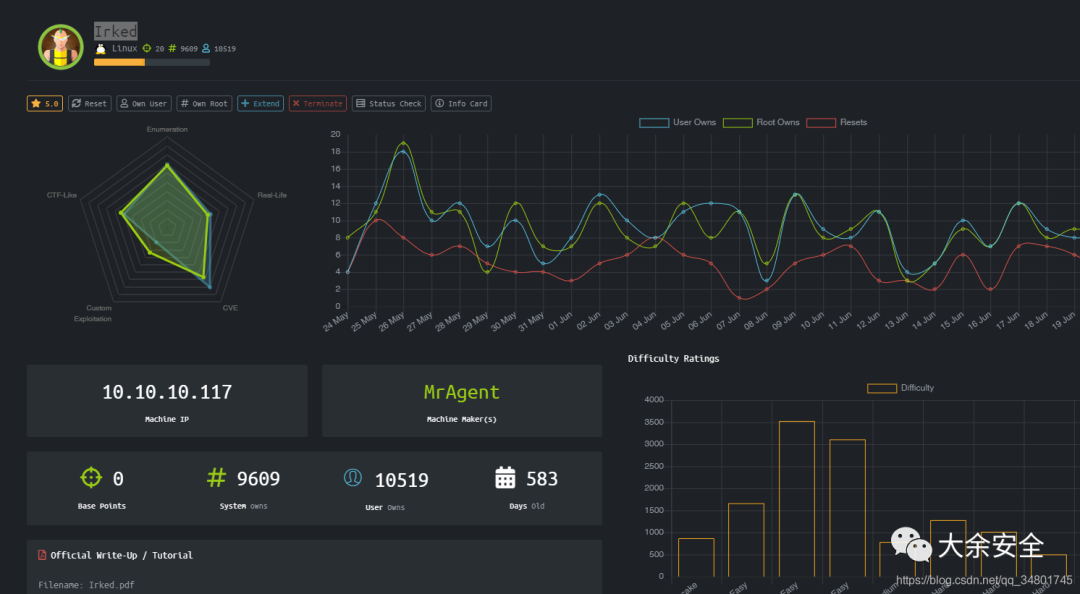 Irked
Linux 20 # 9609 10519
5.0 Reset Own User # Own Root + Extend × Terminate Status Check Info Card
Enumeration
CTF-Like
Real-Life
Custom
Exploitation
CVE
User Owns Root Owns Resets
20
18
16
14
12
10
8
6
4
2
0
24 May 25 May 26 May 27 May 28 May 29 May 30 May 31 May 01 Jun 02 Jun 03 Jun 04 Jun 05 Jun 06 Jun 07 Jun 08 Jun 09 Jun 10 Jun 11 Jun 12 Jun 13 Jun 14 Jun 15 Jun 16 Jun 17 Jun 18 Jun 19 Jun
10.10.10.117
Machine IP
MrAgent
Machine Maker(s)
0
Base Points
# 9609
System owns
10519
User Owns
583
Days Old
Official Write-Up / Tutorial
Filename: Irked.pdf
Difficulty Ratings
Difficulty
4000
3500
3000
2500
2000
1500
1000
500
0
Easy Easy Easy
大余安全
https://blog.csdn.net/qq_34801745